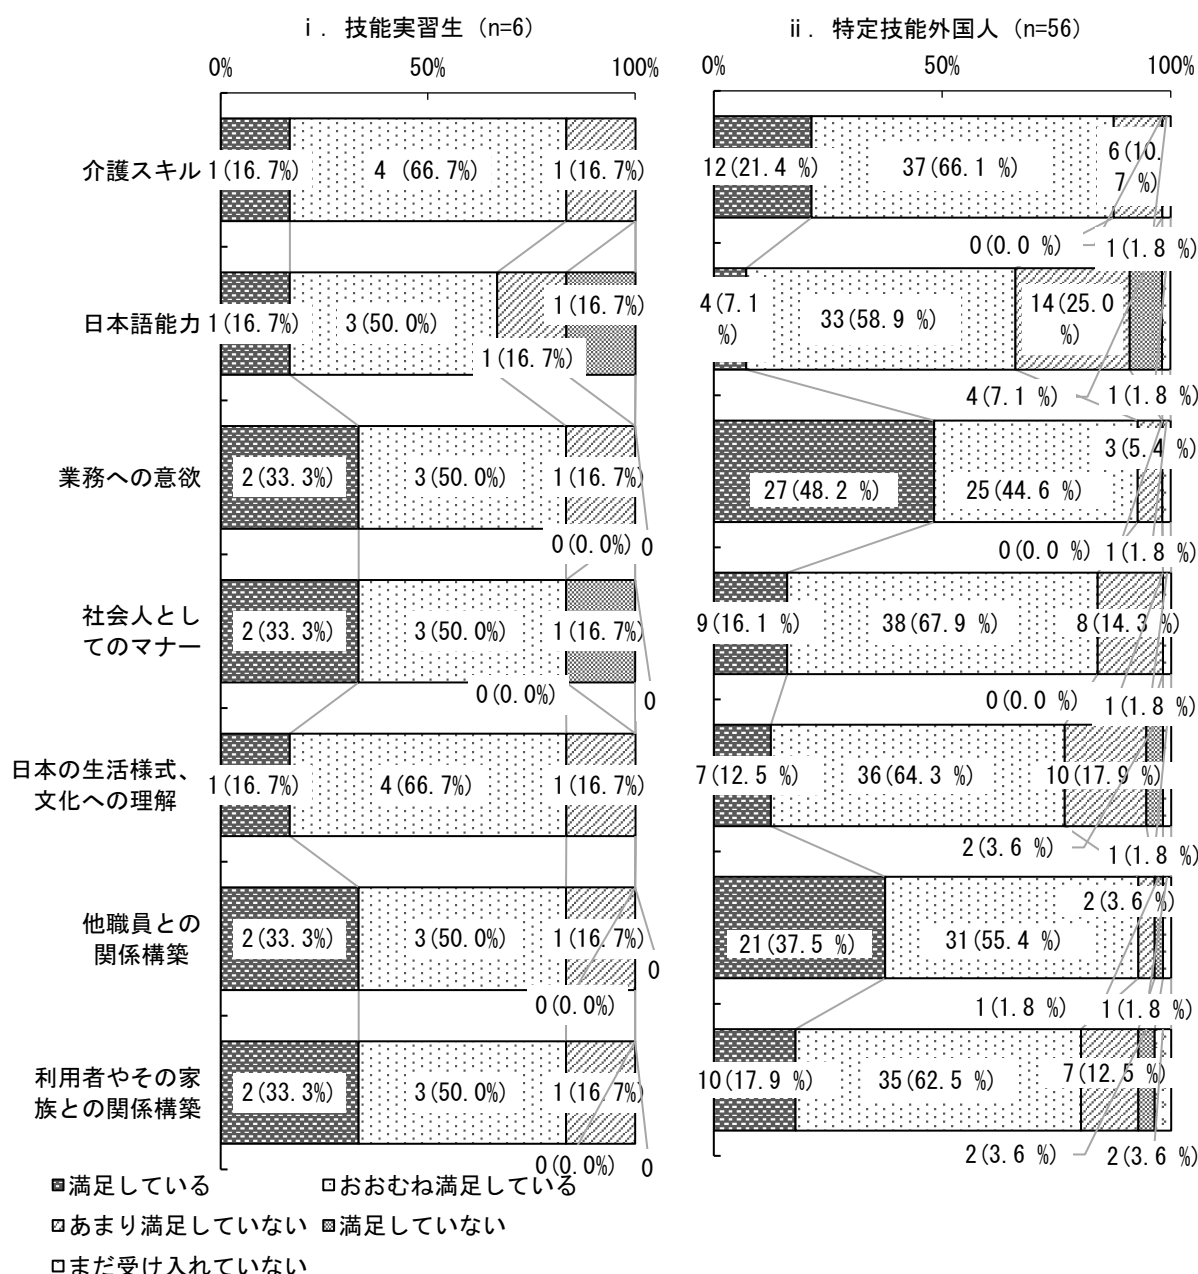 ⅰ. 技能実習生（n=6）
ⅱ. 特定技能外国人（n=56）
0% 50% 100%
0% 50% 100%
介護スキル 1(16.7%) 4 (66.7%) 1(16.7%)
12(21.4 %) 37(66.1 %) 6(10.
7 %)
0(0.0 %) 1(1.8 %)
日本語能力 1(16.7%) 3(50.0%) 1(16.7%)
1(16.7%)
4(7.1
%)
33(58.9 %) 14(25.0
%)
4(7.1 %) 1(1.8 %)
業務への意欲 2(33.3%) 3(50.0%) 1(16.7%)
0(0.0%) 0
27(48.2 %) 25(44.6 %) 3(5.4 %)
0(0.0 %) 1(1.8 %)
社会人とし
てのマナー
2(33.3%) 3(50.0%) 1(16.7%)
0(0.0%) 0
9(16.1 %) 38(67.9 %) 8(14.3 %)
0(0.0 %) 1(1.8 %)
日本の生活様式、
文化への理解
1(16.7%) 4(66.7%) 1(16.7%)
7(12.5 %) 36(64.3 %) 10(17.9 %)
2(3.6 %) 1(1.8 %)
他職員との
関係構築
2(33.3%) 3(50.0%) 1(16.7%)
0(0.0%) 0
21(37.5 %) 31(55.4 %) 2(3.6 %)
1(1.8 %) 1(1.8 %)
利用者やその家
族との関係構築
2(33.3%) 3(50.0%) 1(16.7%)
0(0.0%) 0
10(17.9 %) 35(62.5 %) 7(12.5 %)
2(3.6 %) 2(3.6 %)
満足している おおむね満足している
あまり満足していない 満足していない
まだ受け入れていない